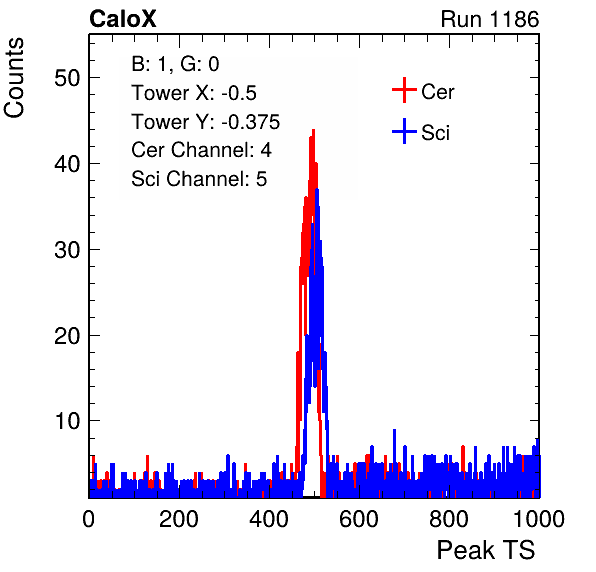 CaloX Run 1186
Counts
B: 1, G: 0
Tower X: -0.5
Tower Y: -0.375
Cer Channel: 4
Sci Channel: 5
Cer
Sci
50
40
30
20
10
0 200 400 600 800 1000
Peak TS